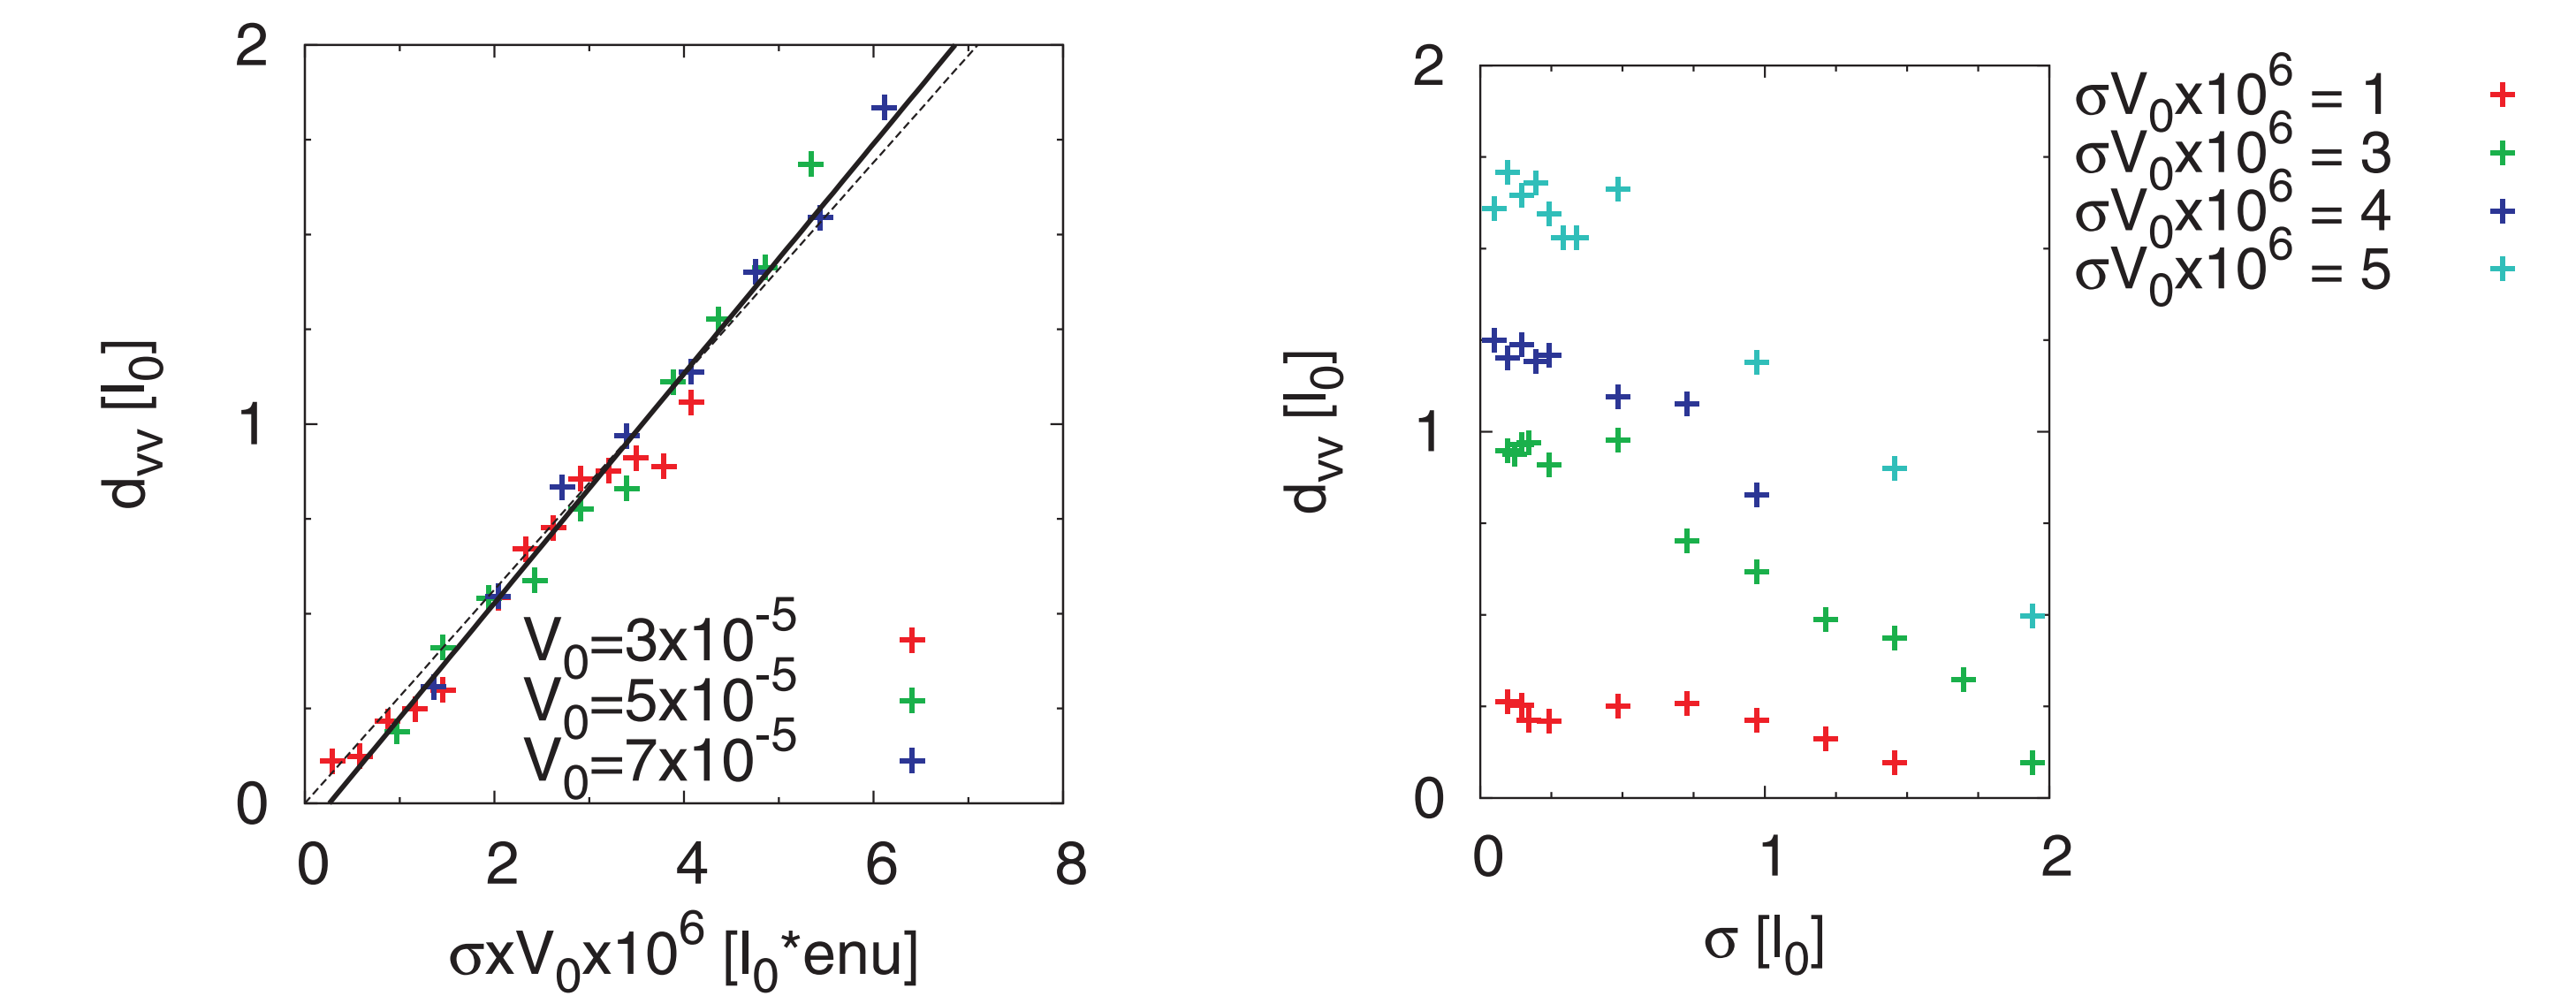 2
1
0
d_vv [l_0]
V_0=3x10^-5
V_0=5x10^-5
V_0=7x10^-5
0 2 4 6 8
σxV_0x10^6 [l_0*enu]
2
1
0
d_vv [l_0]
σV_0x10^6 = 1
σV_0x10^6 = 3
σV_0x10^6 = 4
σV_0x10^6 = 5
0 1 2
σ [l_0]